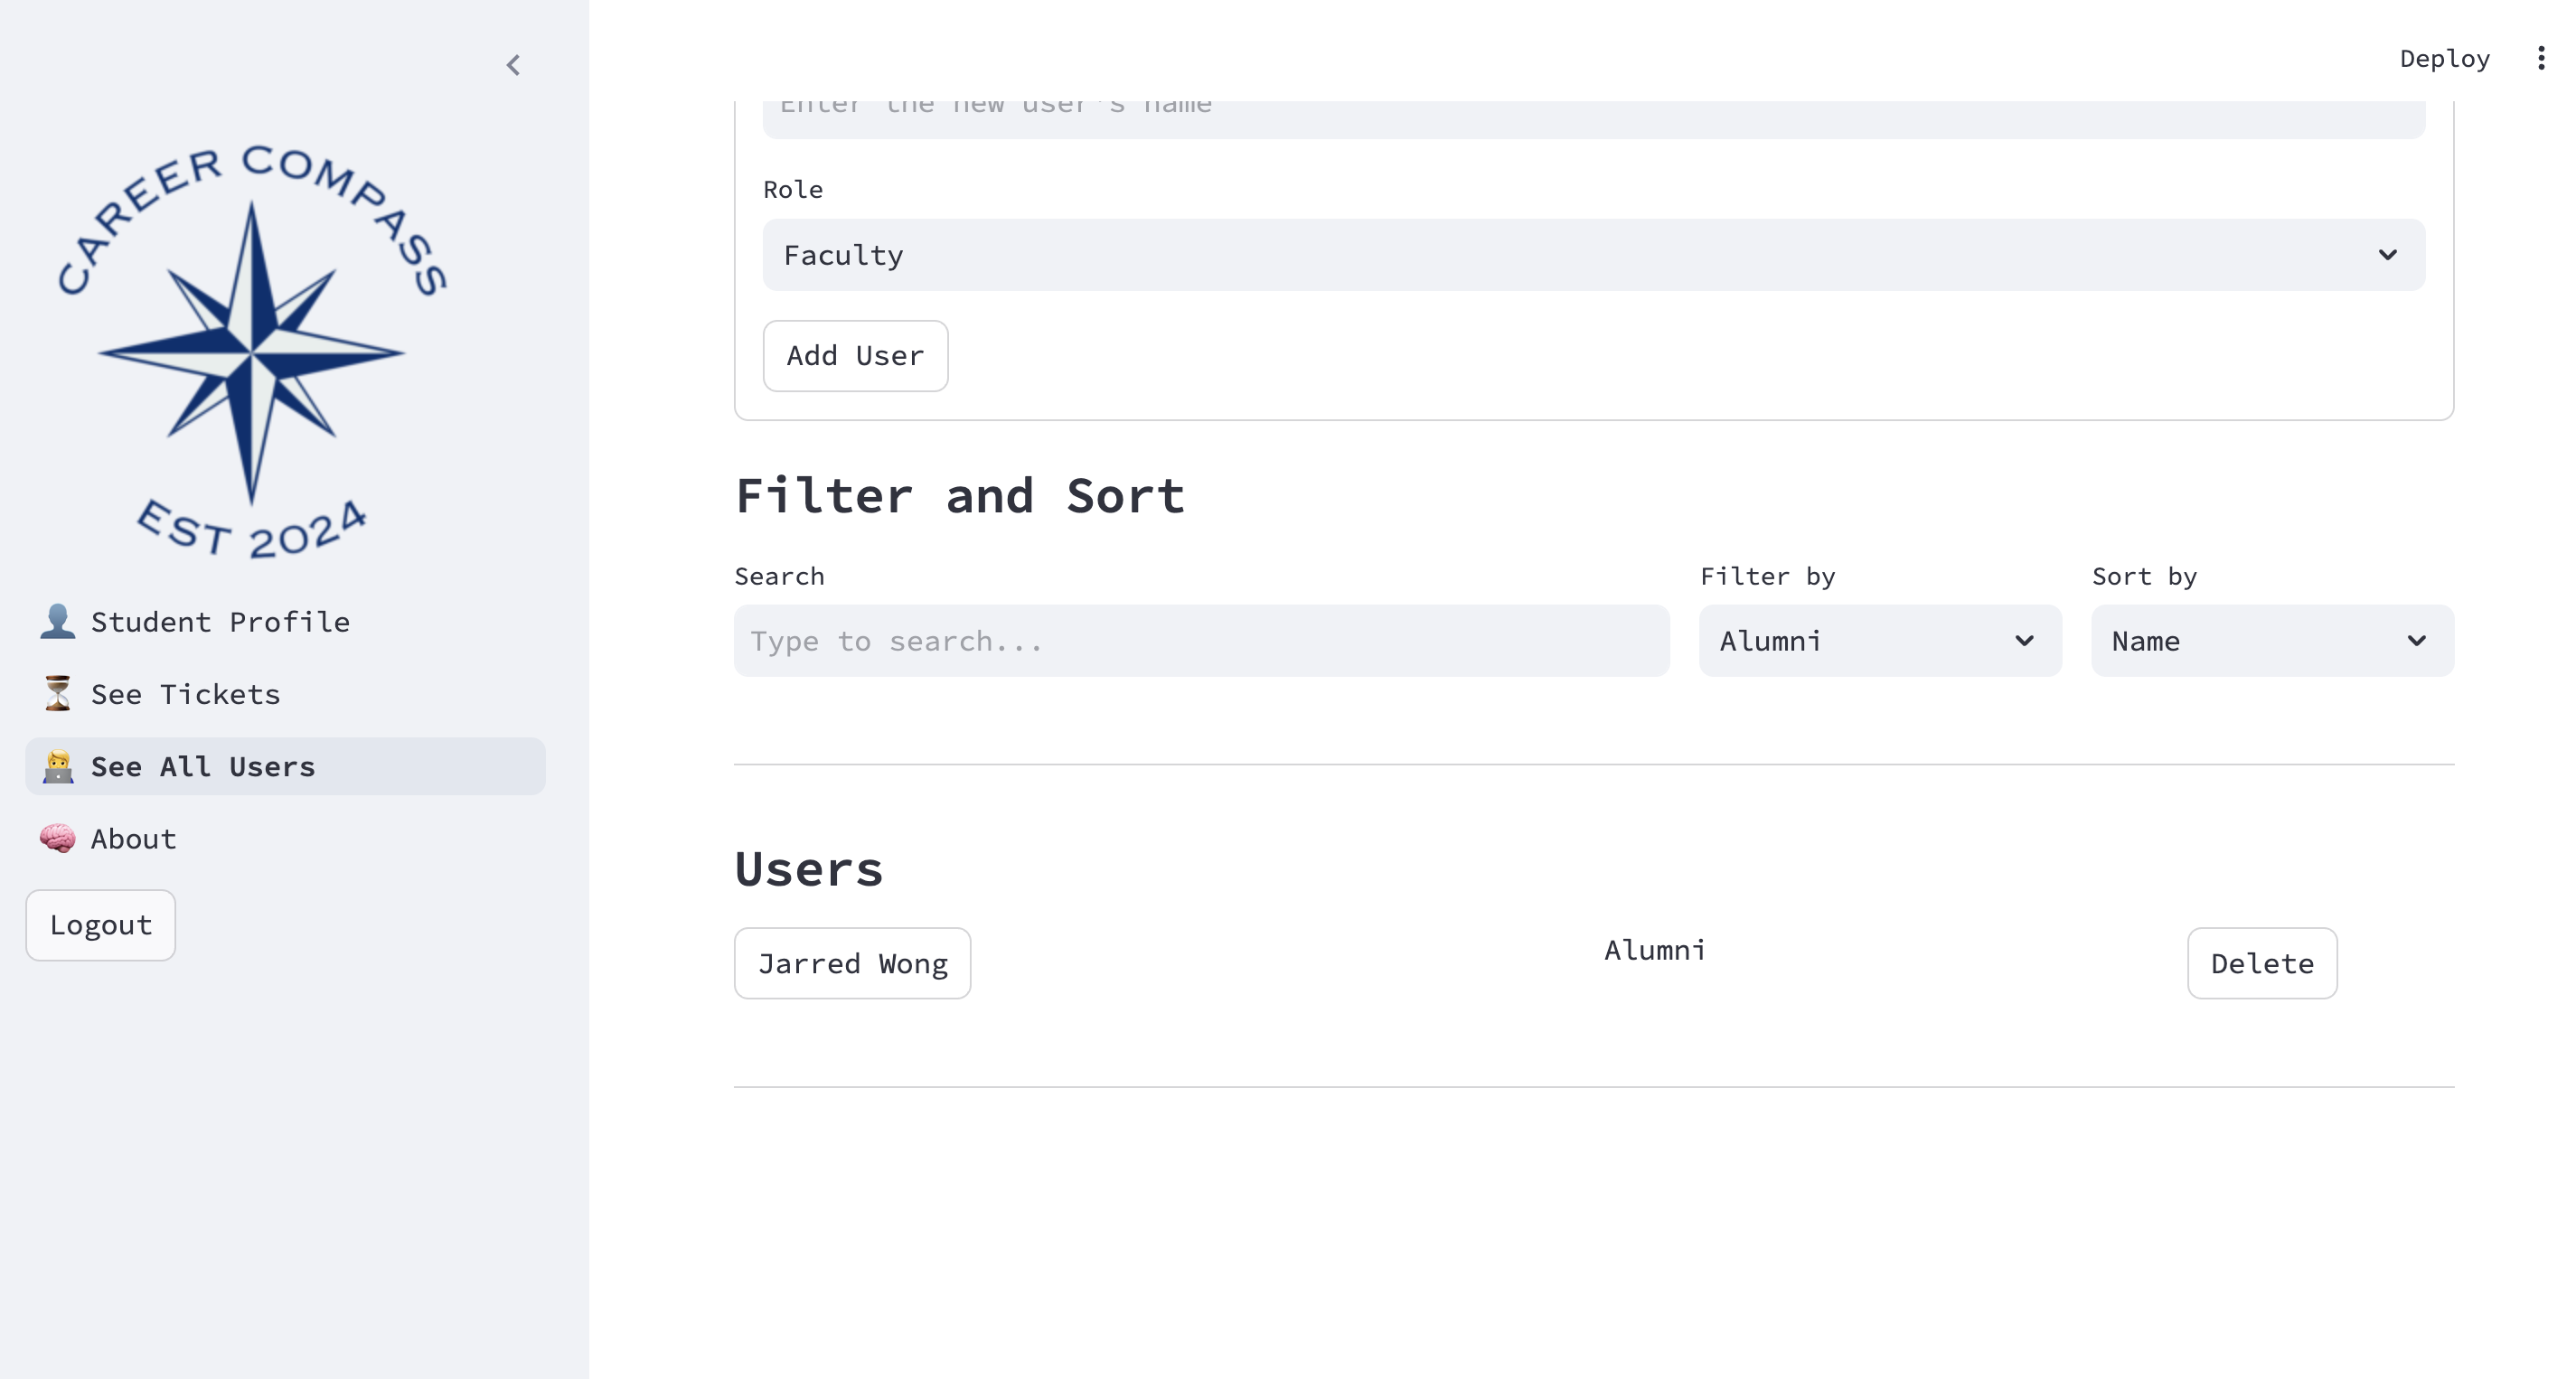 Deploy
CAREER COMPASS
EST 2024
Student Profile
See Tickets
See All Users
About
Logout
Enter the new user's name
Role
Faculty
Add User
Filter and Sort
Search
Filter by
Sort by
Type to search...
Alumni
Name
Users
Jarred Wong
Alumni
Delete